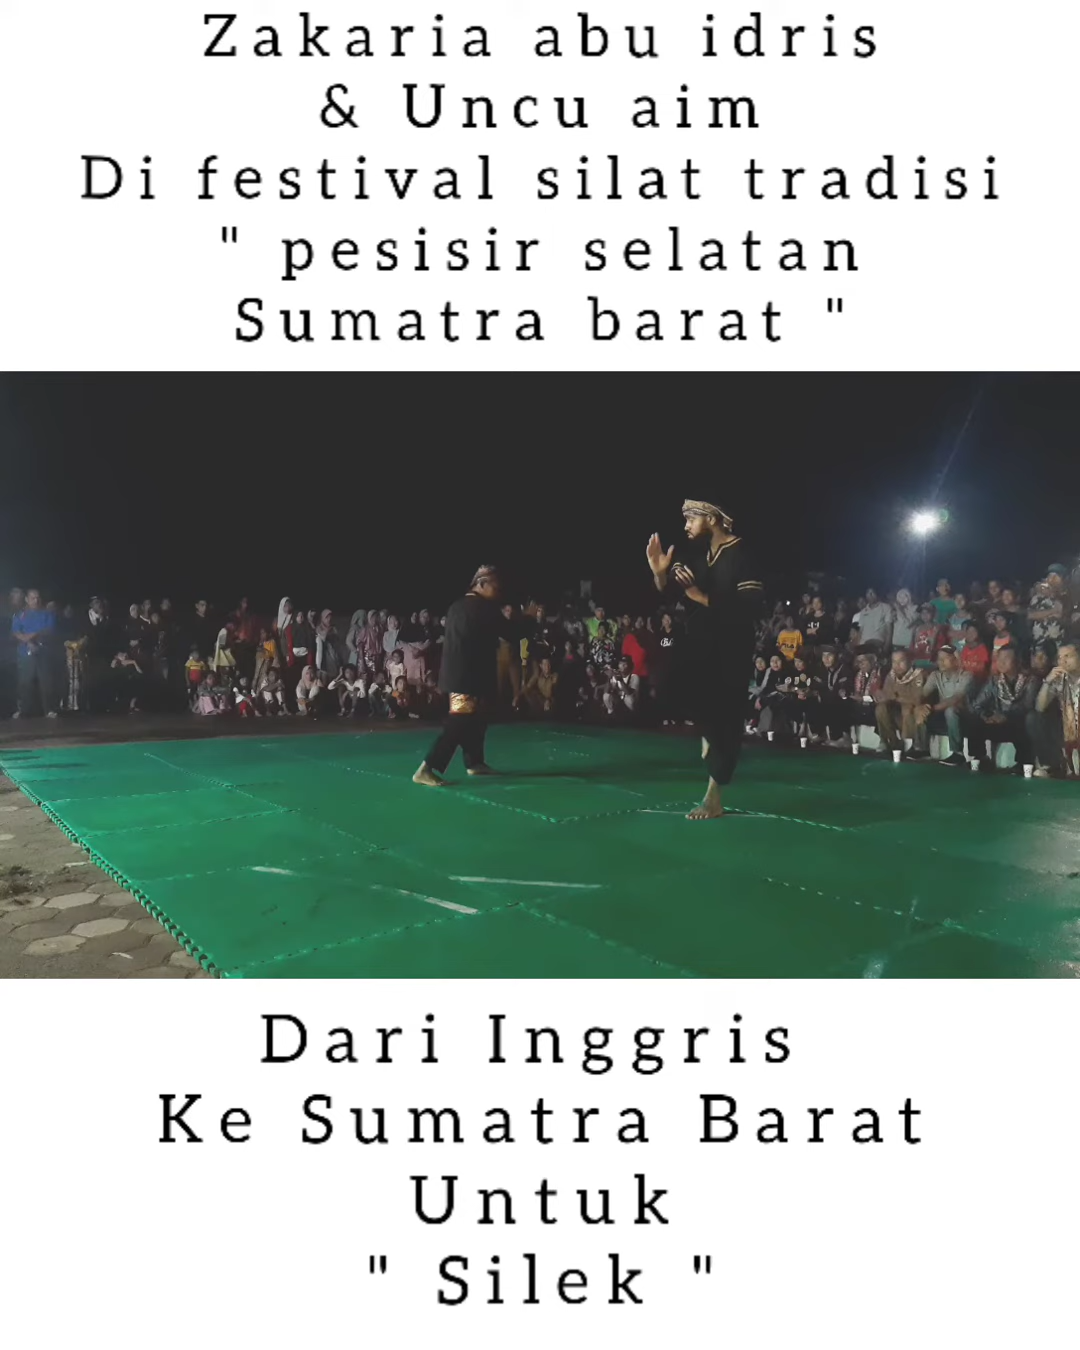 Zakaria abu idris
& Uncu aim
Di festival silat tradisi
" pesisir selatan
Sumatra barat "
Dari Inggris
Ke Sumatra Barat
Untuk
" Silek "